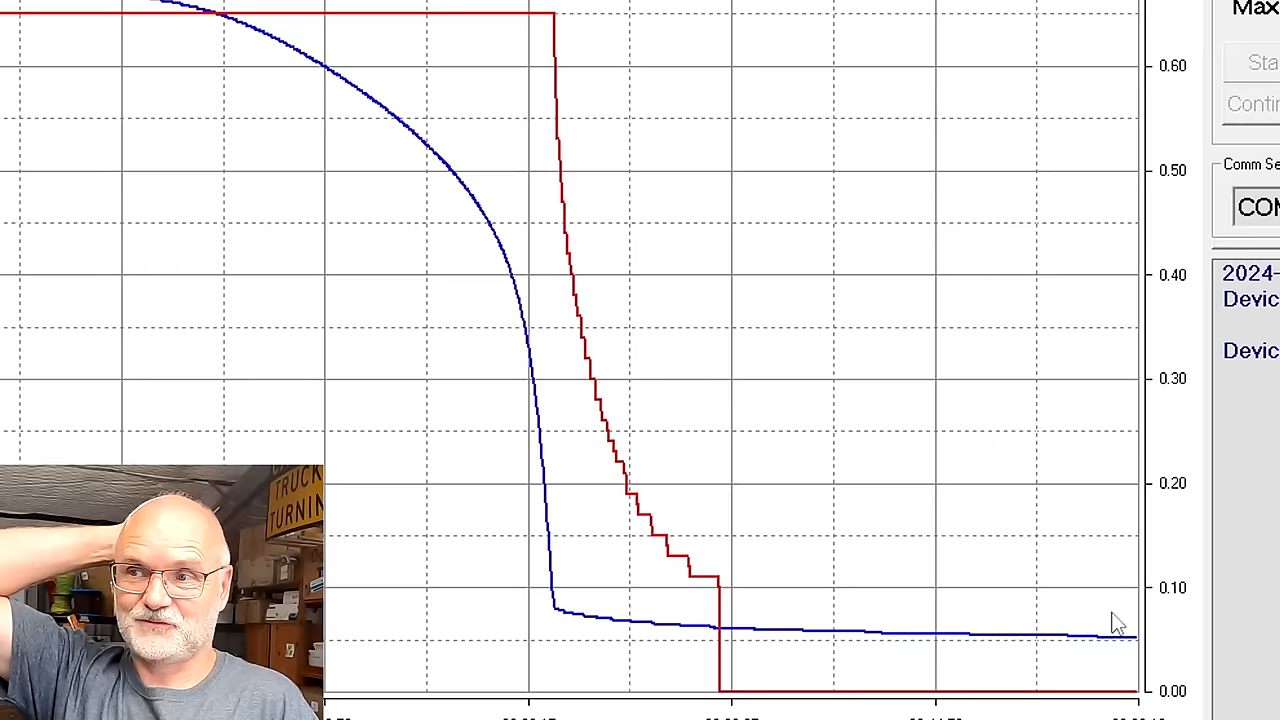 Max
Sta
0.60
Contin
Comm Se
0.50
COM
0.40
2024-
Devic
Devic
0.30
0.20
TRUCK
TURNIN
0.10
0.00